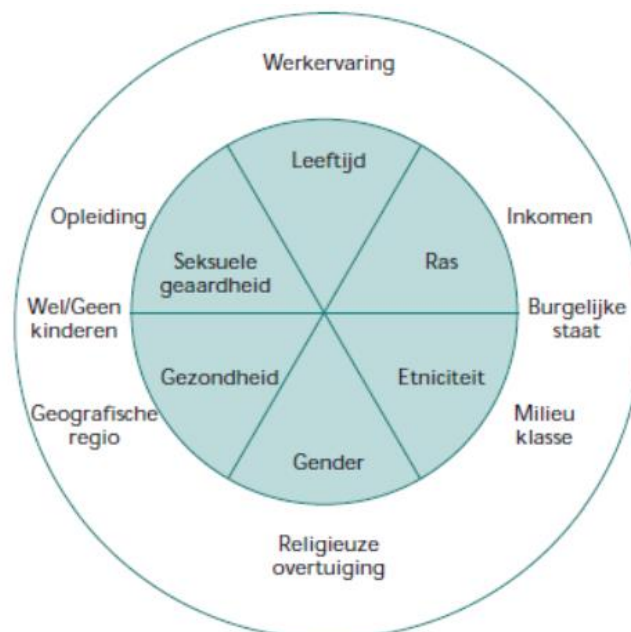 Werkervaring
Leeftijd
Opleiding
Inkomen
Seksuele
geaardheid
Ras
Wel/Geen
kinderen
Burgelijke
staat
Gezondheid
Etniciteit
Geografische
regio
Milieu
klasse
Gender
Religieuze
overtuiging